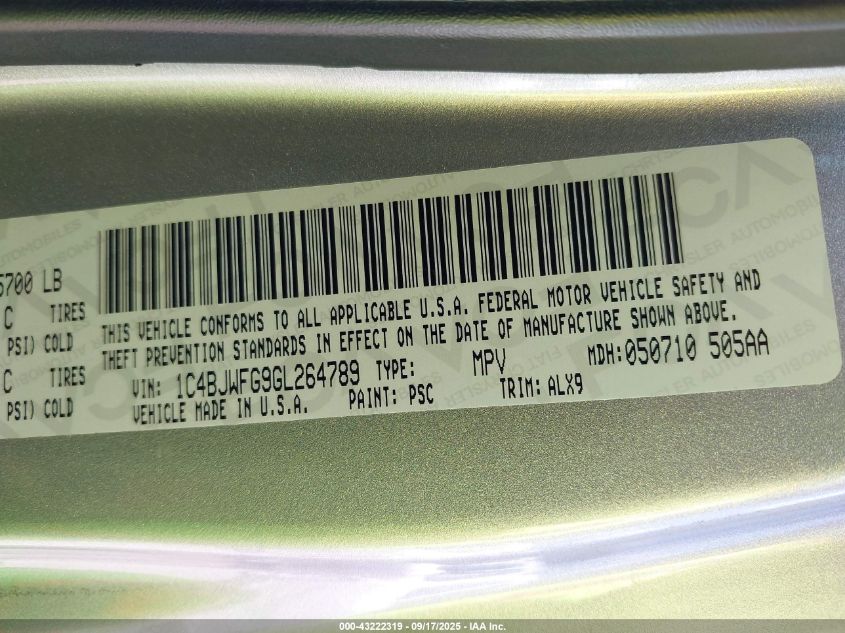 5700 LB
C TIRES
PSI) COLD
C TIRES
PSI) COLD
THIS VEHICLE CONFORMS TO ALL APPLICABLE U.S.A. FEDERAL MOTOR VEHICLE SAFETY AND
THEFT PREVENTION STANDARDS IN EFFECT ON THE DATE OF MANUFACTURE SHOWN ABOVE.
VIN: 1C4BJWFG9GL264789 TYPE: MPV MDH:050710 505AA
VEHICLE MADE IN U.S.A. PAINT: PSC TRIM: ALX9
000-43222319 - 09/17/2025 - IAA Inc.